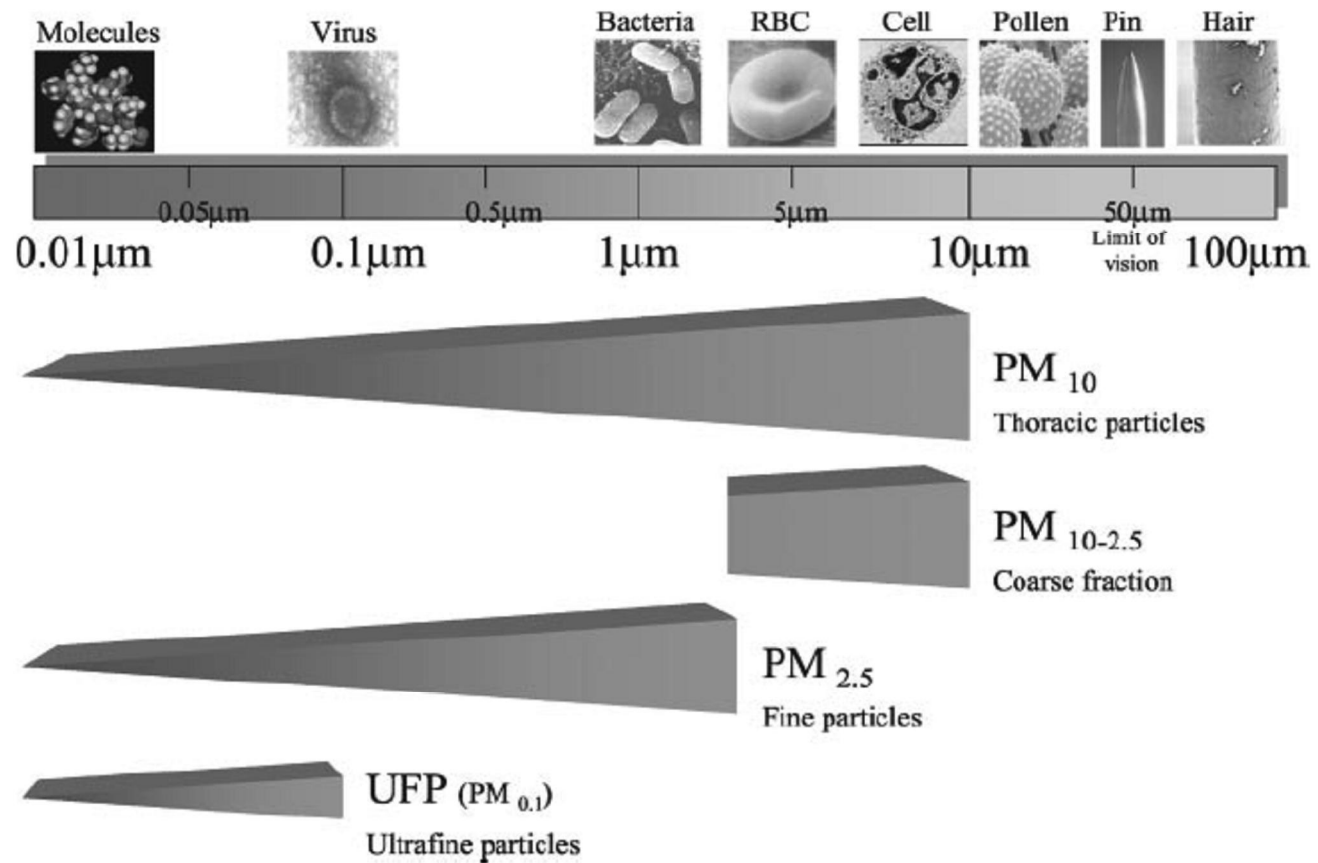 Molecules Virus Bacteria RBC Cell Pollen Pin Hair
0.05μm 0.5μm 5μm 50μm
0.01μm 0.1μm 1μm 10μm Limit of vision 100μm
PM 10
Thoracic particles
PM 10-2.5
Coarse fraction
PM 2.5
Fine particles
UFP (PM 0.1)
Ultrafine particles